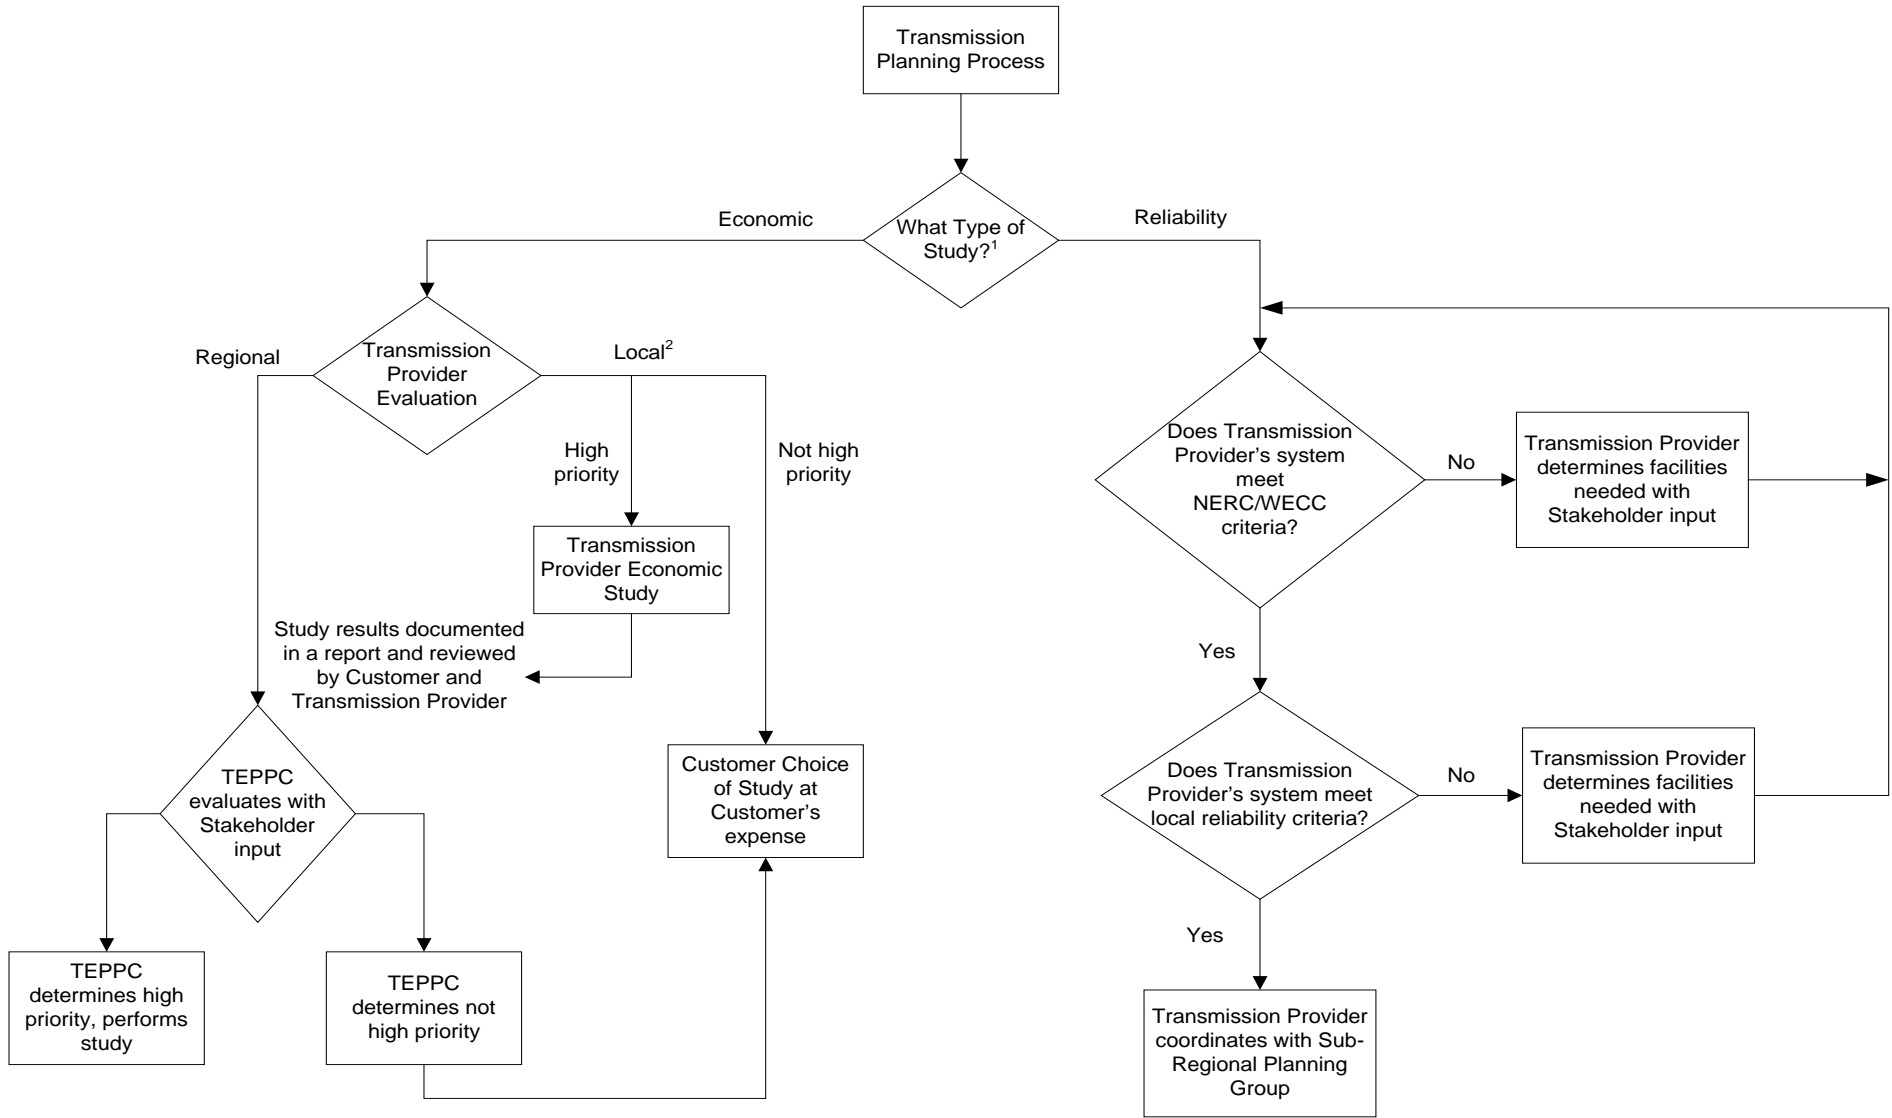 Transmission
Planning Process
What Type of
Study?¹
Economic
Reliability
Transmission
Provider
Evaluation
Regional
Local²
High
priority
Not high
priority
Transmission
Provider Economic
Study
Study results documented
in a report and reviewed
by Customer and
Transmission Provider
TEPPC
evaluates with
Stakeholder
input
Customer Choice
of Study at
Customer's
expense
TEPPC
determines high
priority, performs
study
TEPPC
determines not
high priority
Does Transmission
Provider's system
meet
NERC/WECC
criteria?
No
Transmission Provider
determines facilities
needed with
Stakeholder input
Yes
Does Transmission
Provider's system meet
local reliability criteria?
No
Transmission Provider
determines facilities
needed with
Stakeholder input
Yes
Transmission Provider
coordinates with Sub-
Regional Planning
Group